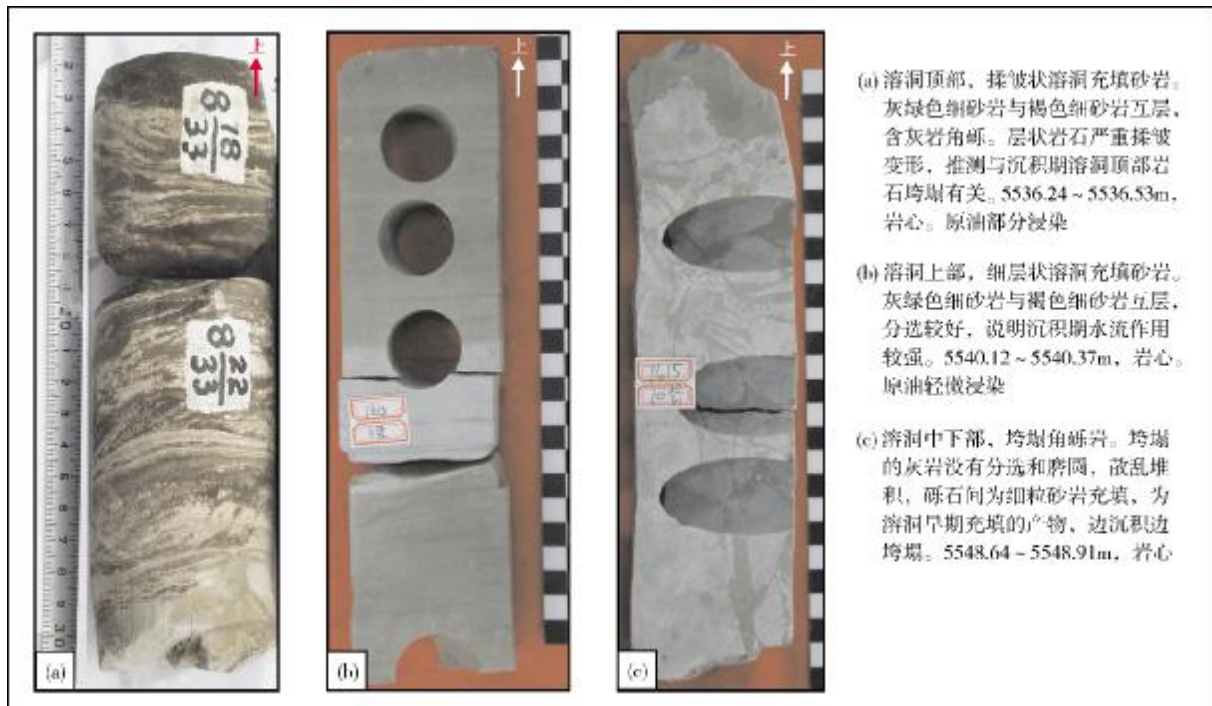 上
8 18/33
8 22/33
(a)
上
(b)
上
(c)
(a) 溶洞顶部，揉皱状溶洞充填砂岩。
灰绿色细砂岩与褐色细砂岩互层，
含灰岩角砾。层状岩石严重揉皱
变形，推测与沉积期溶洞顶部岩
石垮塌有关。5536.24~5536.53m，
岩心。原油部分浸染
(b) 溶洞上部，细层状溶洞充填砂岩。
灰绿色细砂岩与褐色细砂岩互层，
分选较好，说明沉积期水流作用
较强。5540.12~5540.37m，岩心。
原油轻微浸染
(c) 溶洞中下部，垮塌角砾岩。垮塌
的灰岩没有分选和磨圆，散乱堆
积，砾石间为细粒砂岩充填，为
溶洞早期充填的产物，边沉积边
垮塌。5548.64~5548.91m，岩心